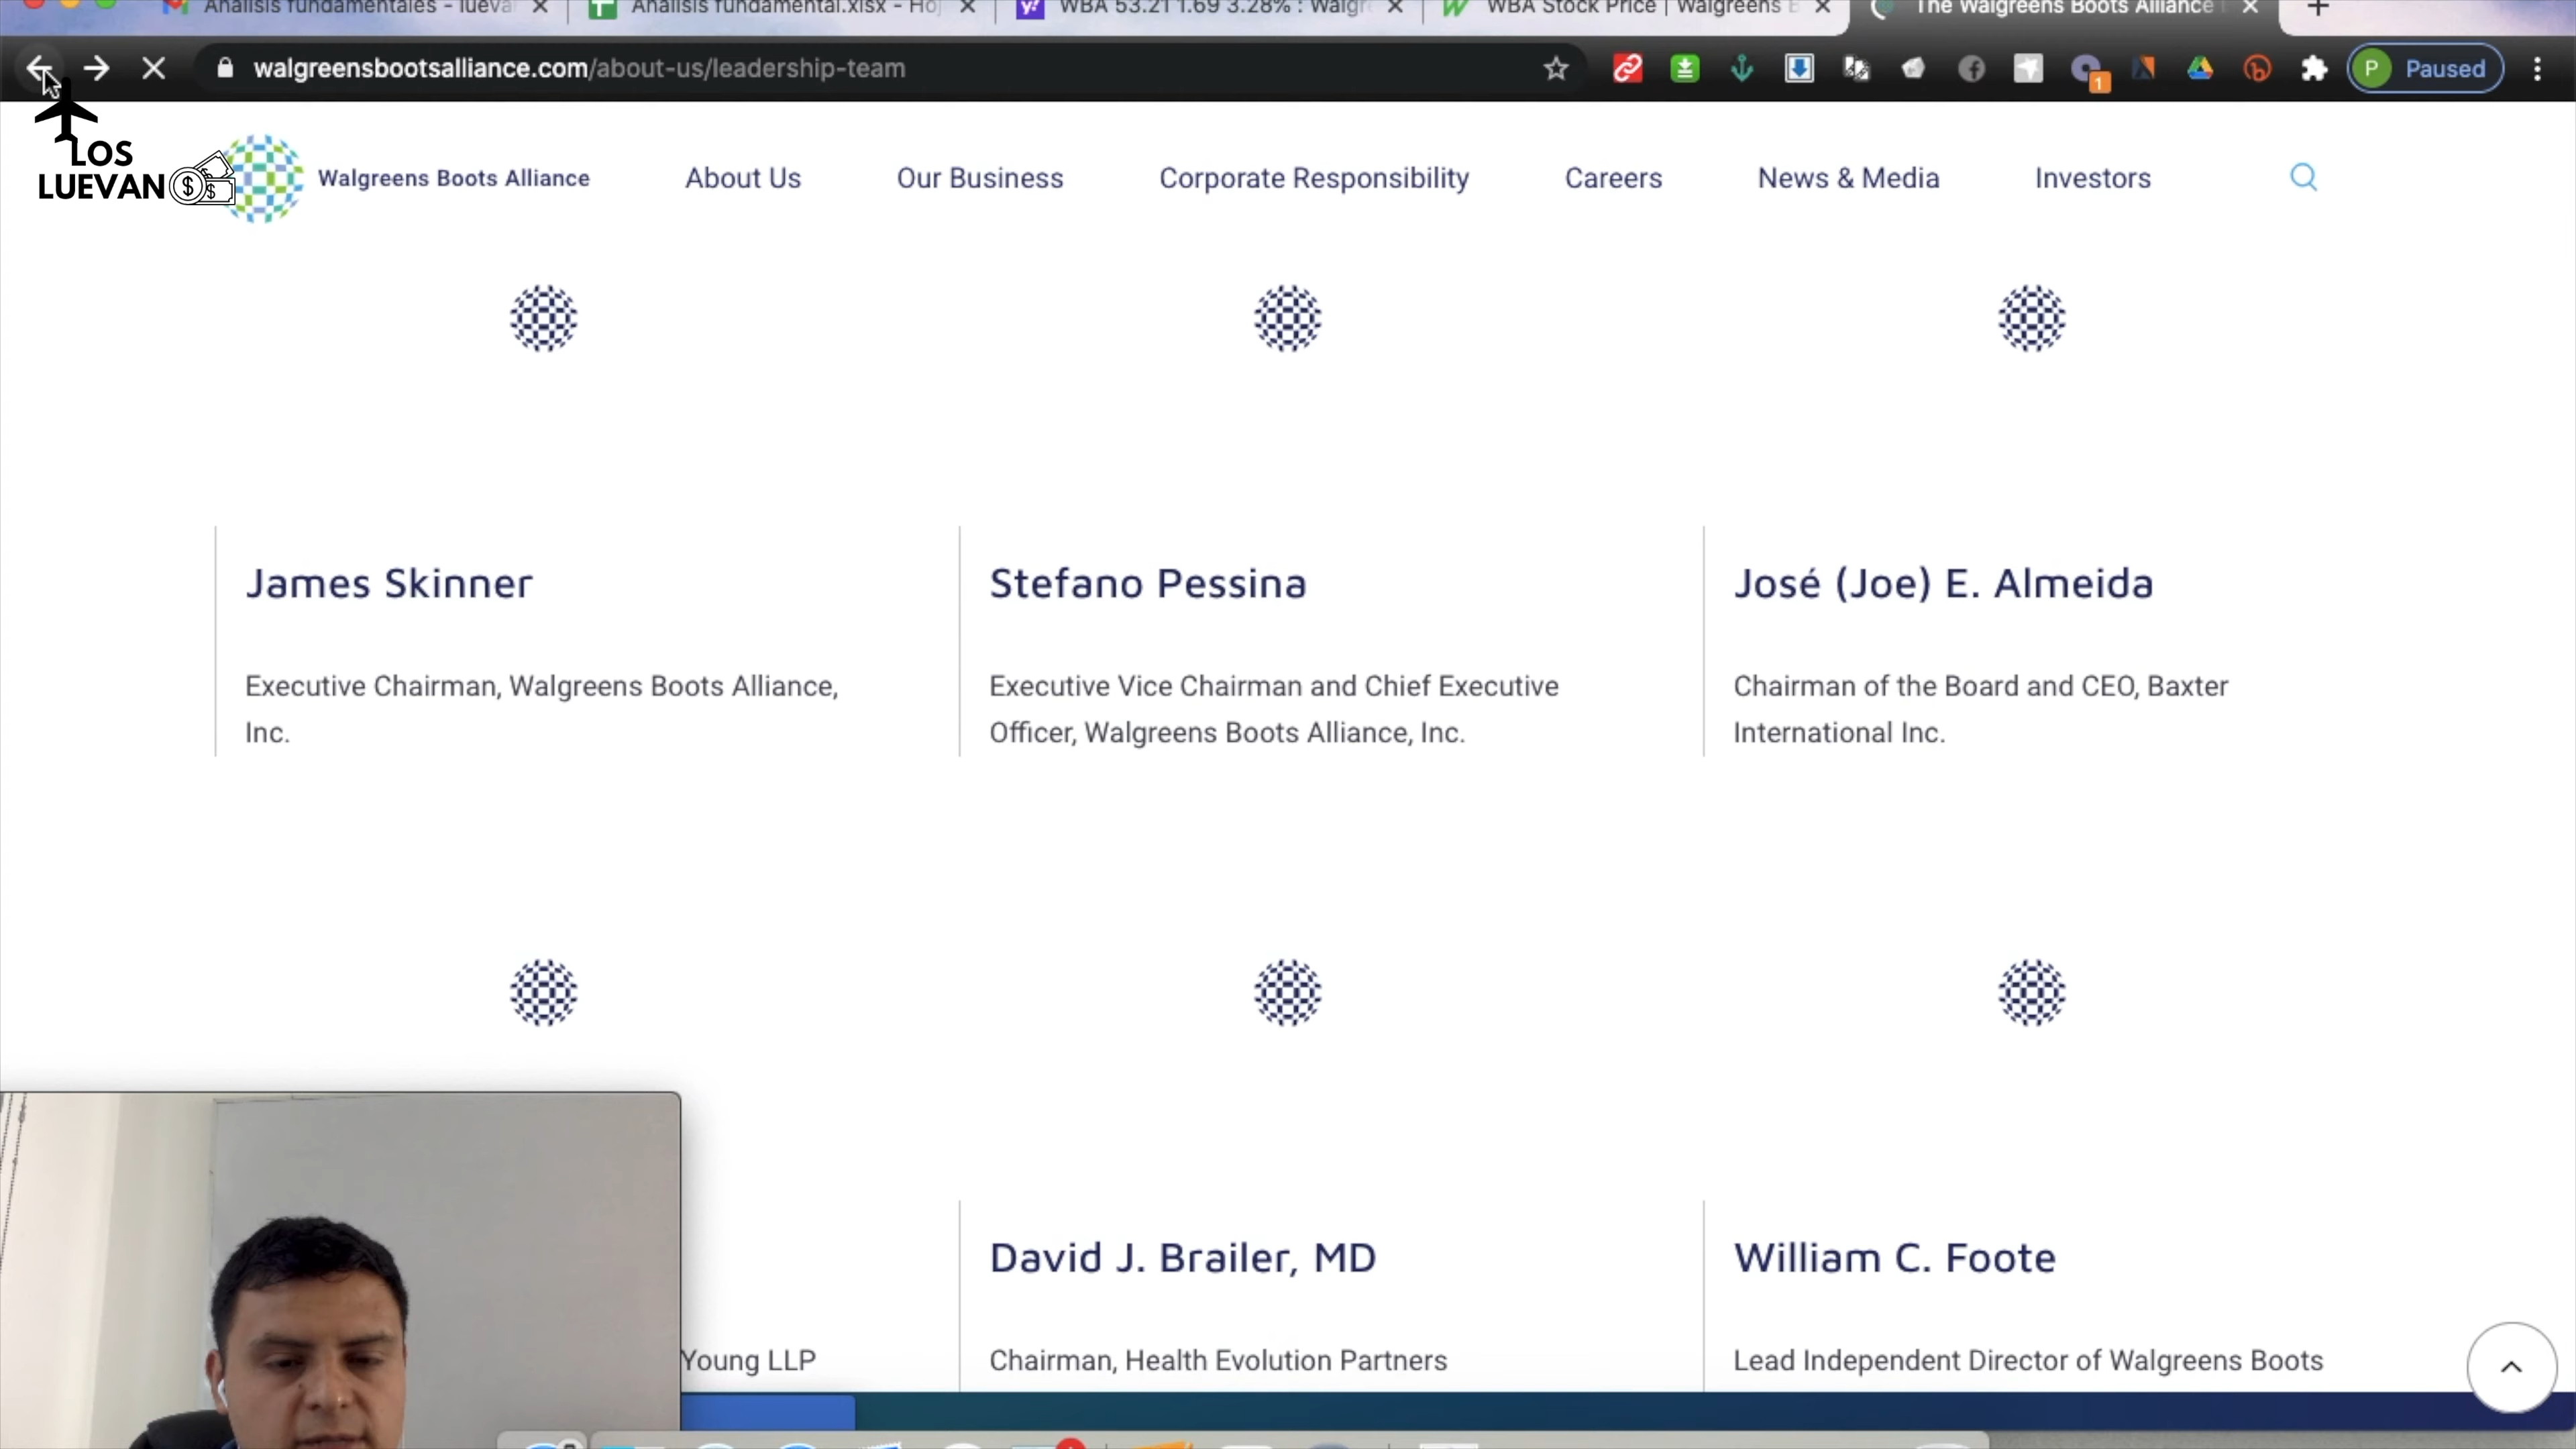 Análisis fundamentales - lueva
Análisis fundamental.xlsx - Hoj
WBA 53.21 1.69 3.28% : Walgr
WBA Stock Price | Walgreens B
The Walgreens Boots Alliance
walgreensbootsalliance.com/about-us/leadership-team
1
P
Paused
LOS
LUEVAN
Walgreens Boots Alliance
About Us
Our Business
Corporate Responsibility
Careers
News & Media
Investors
James Skinner
Executive Chairman, Walgreens Boots Alliance,
Inc.
Stefano Pessina
Executive Vice Chairman and Chief Executive
Officer, Walgreens Boots Alliance, Inc.
José (Joe) E. Almeida
Chairman of the Board and CEO, Baxter
International Inc.
Young LLP
David J. Brailer, MD
Chairman, Health Evolution Partners
William C. Foote
Lead Independent Director of Walgreens Boots